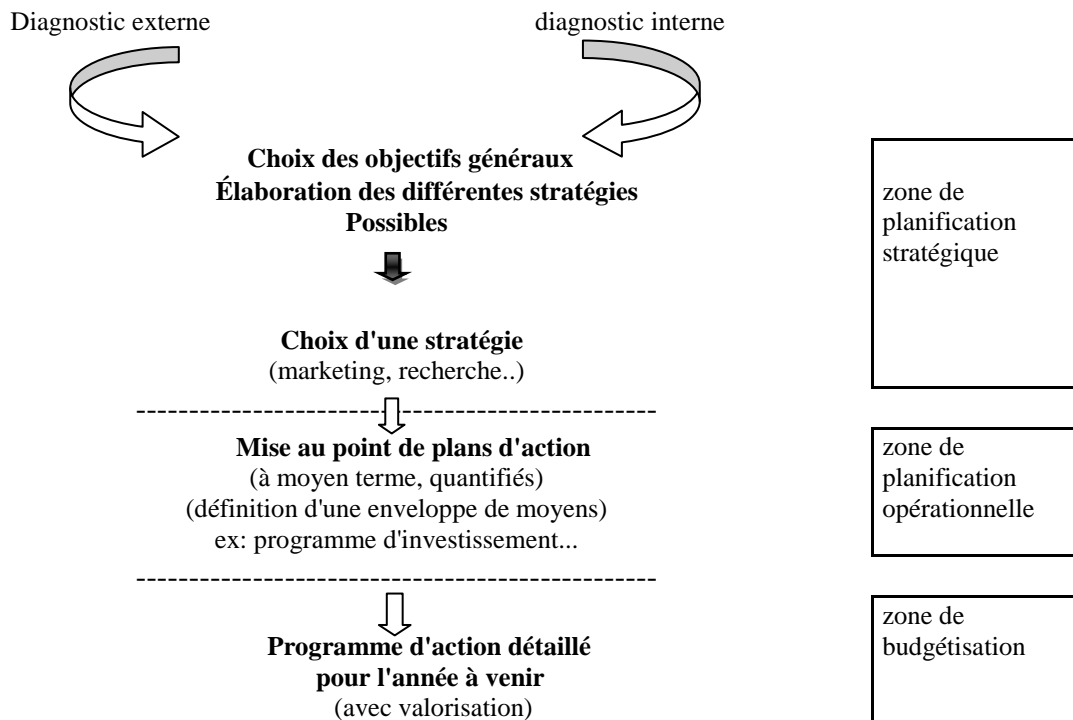 Diagnostic externe
diagnostic interne
Choix des objectifs généraux
Élaboration des différentes stratégies
Possibles
zone de
planification
stratégique
Choix d'une stratégie
(marketing, recherche..)
Mise au point de plans d'action
(à moyen terme, quantifiés)
(définition d'une enveloppe de moyens)
ex: programme d'investissement...
zone de
planification
opérationnelle
Programme d'action détaillé
pour l'année à venir
(avec valorisation)
zone de
budgétisation